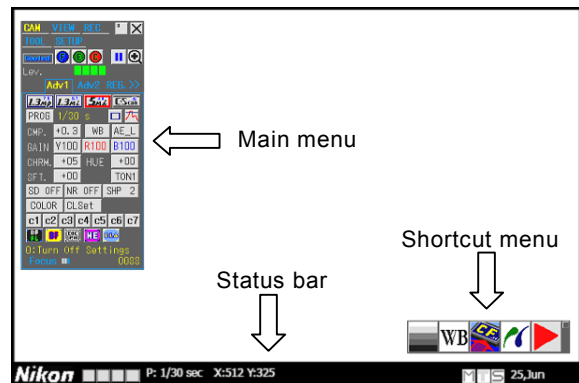 CAM VIEW REC
TOOL SETUP
Lev.
Adv1 Adv2 REG. >>
PROG 1/30 s
CMP. +0.3 WB AE_L
GAIN Y100 R100 B100
CHRM. +05 HUE +00
SFT. +00 TON1
SD OFF NR OFF SHP 2
COLOR CLSet
c1 c2 c3 c4 c5 c6 c7
O:Turn Off Settings
Focus 0088
Main menu
Shortcut menu
Status bar
WB C.F.
Nikon P: 1/30 sec X:512 Y:325 M T S 25,Jun